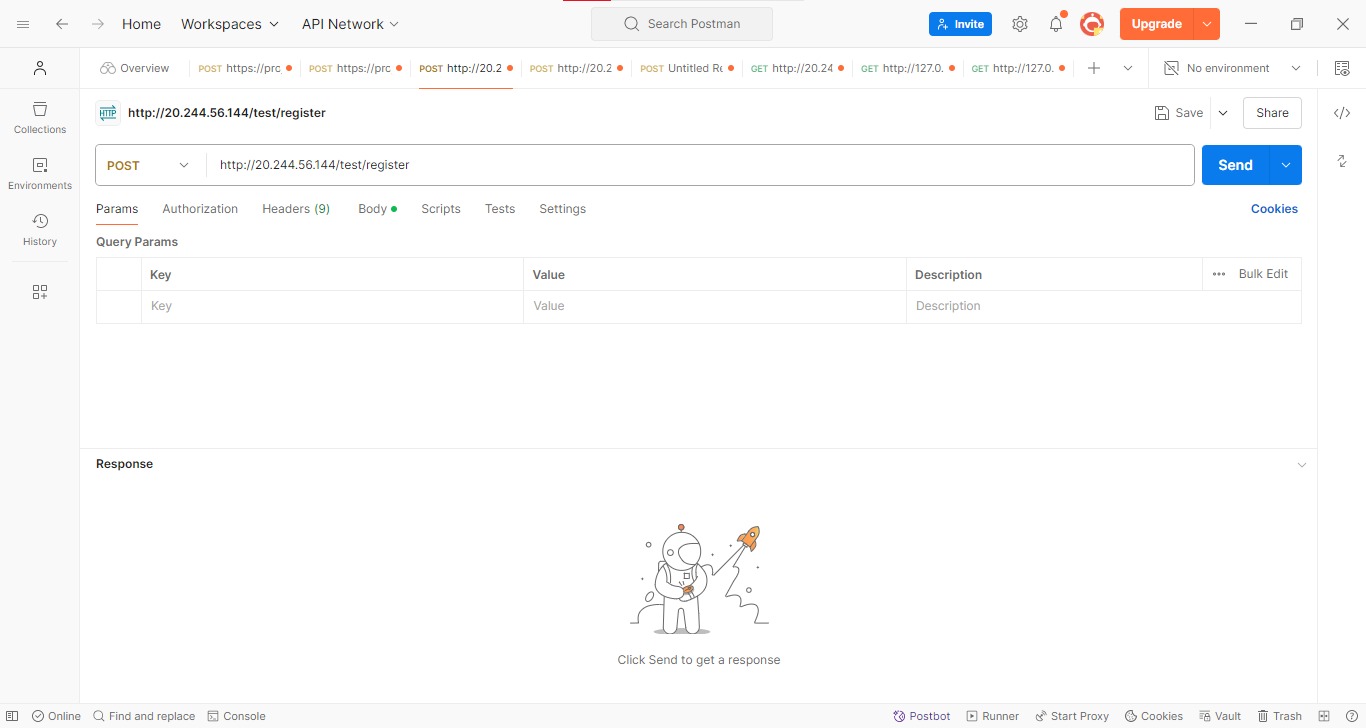 Home Workspaces API Network Search Postman Invite Upgrade
Overview POST https://prc POST https://prc POST http://20.2 POST http://20.2 POST Untitled Re GET http://20.24 GET http://127.0. GET http://127.0. No environment
HTTP http://20.244.56.144/test/register Save Share
Collections
POST http://20.244.56.144/test/register Send
Environments
Params Authorization Headers (9) Body Scripts Tests Settings Cookies
History
Query Params
Key Value Description Bulk Edit
Key Value Description
Response
Click Send to get a response
Online Find and replace Console Postbot Runner Start Proxy Cookies Vault Trash